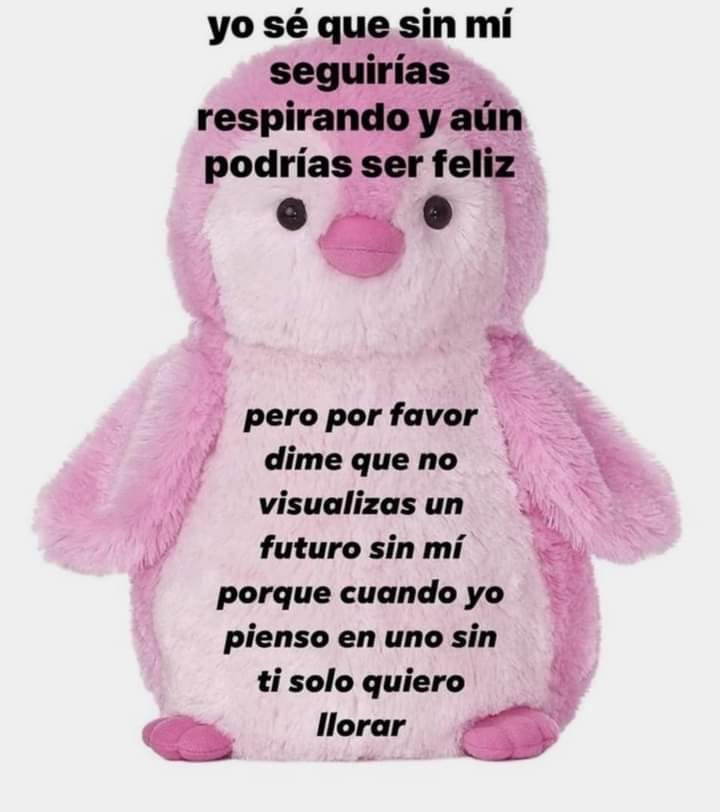 yo sé que sin mí
seguirías
respirando y aún
podrías ser feliz
pero por favor
dime que no
visualizas un
futuro sin mí
porque cuando yo
pienso en uno sin
ti solo quiero
llorar